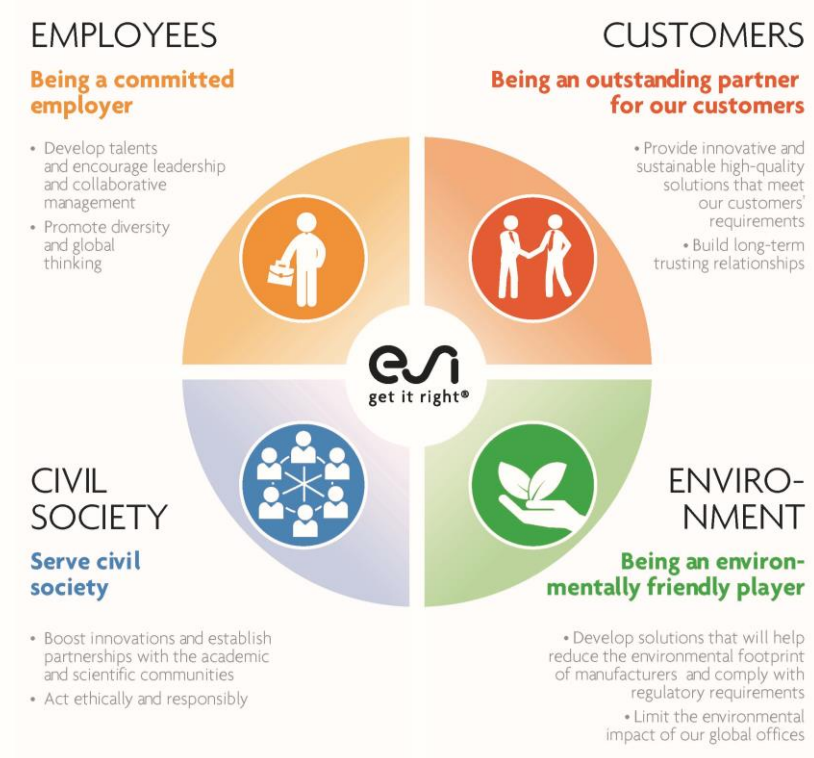 EMPLOYEES
Being a committed
employer
• Develop talents
and encourage leadership
and collaborative
management
• Promote diversity
and global
thinking
CUSTOMERS
Being an outstanding partner
for our customers
• Provide innovative and
sustainable high-quality
solutions that meet
our customers'
requirements
• Build long-term
trusting relationships
esi
get it right®
CIVIL
SOCIETY
Serve civil
society
• Boost innovations and establish
partnerships with the academic
and scientific communities
• Act ethically and responsibly
ENVIRO-
NMENT
Being an environ-
mentally friendly player
• Develop solutions that will help
reduce the environmental footprint
of manufacturers and comply with
regulatory requirements
• Limit the environmental
impact of our global offices